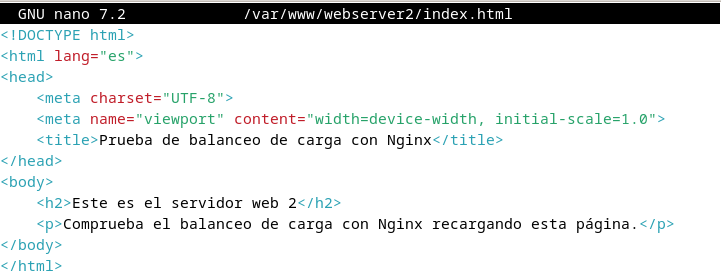 GNU nano 7.2 /var/www/webserver2/index.html
<!DOCTYPE html>
<html lang="es">
<head>
    <meta charset="UTF-8">
    <meta name="viewport" content="width=device-width, initial-scale=1.0">
    <title>Prueba de balanceo de carga con Nginx</title>
</head>
<body>
    <h2>Este es el servidor web 2</h2>
    <p>Comprueba el balanceo de carga con Nginx recargando esta página.</p>
</body>
</html>